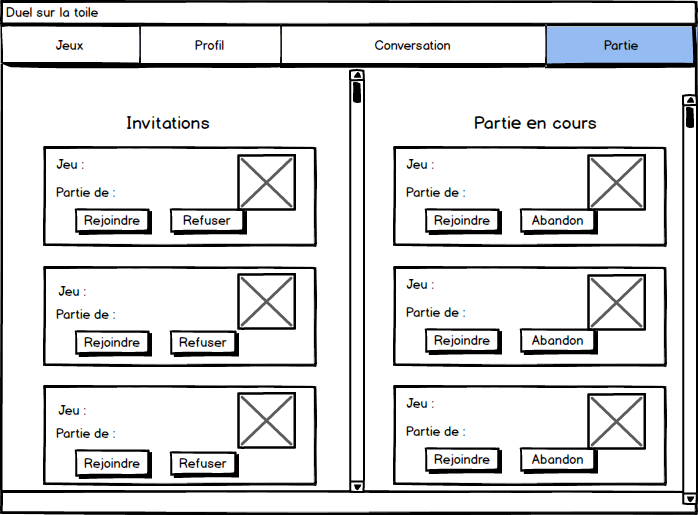 Duel sur la toile
Jeux Profil Conversation Partie
Invitations
Jeu :
Partie de :
Rejoindre Refuser
Jeu :
Partie de :
Rejoindre Refuser
Jeu :
Partie de :
Rejoindre Refuser
Partie en cours
Jeu :
Partie de :
Rejoindre Abandon
Jeu :
Partie de :
Rejoindre Abandon
Jeu :
Partie de :
Rejoindre Abandon